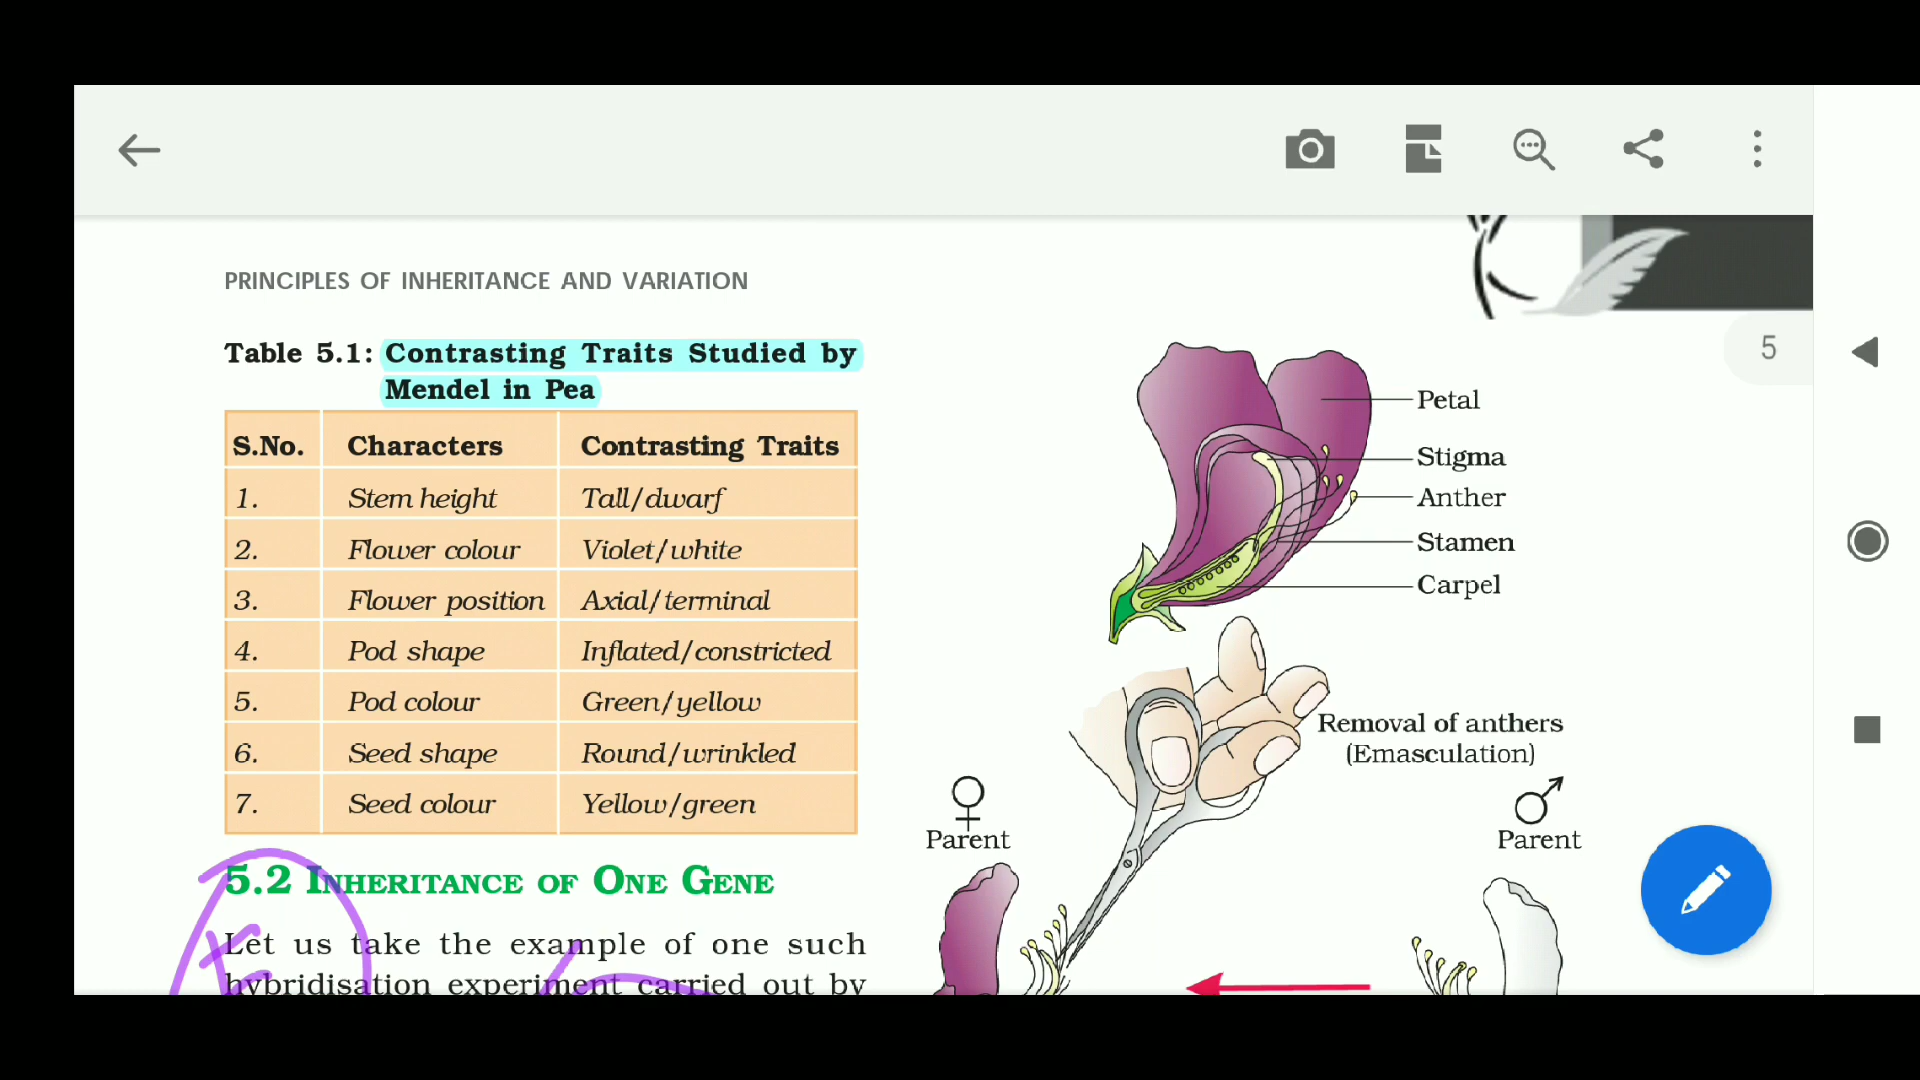 PRINCIPLES OF INHERITANCE AND VARIATION
5
Table 5.1: Contrasting Traits Studied by
Mendel in Pea
S.No. Characters Contrasting Traits
1. Stem height Tall/dwarf
2. Flower colour Violet/white
3. Flower position Axial/terminal
4. Pod shape Inflated/constricted
5. Pod colour Green/yellow
6. Seed shape Round/wrinkled
7. Seed colour Yellow/green
5.2 INHERITANCE OF ONE GENE
Let us take the example of one such
hybridisation experiment carried out by
Petal
Stigma
Anther
Stamen
Carpel
Removal of anthers
(Emasculation)
♀
Parent
♂
Parent